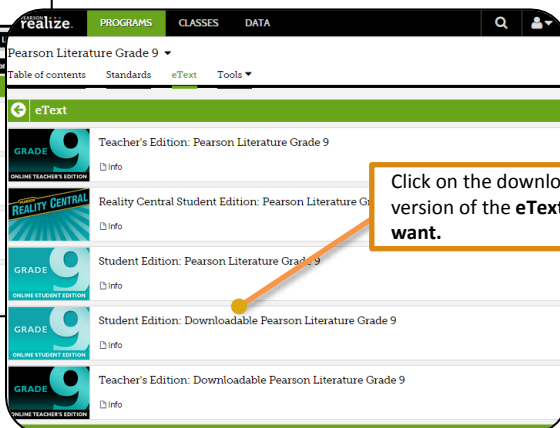 PEARSON
realize. PROGRAMS CLASSES DATA
Pearson Literature Grade 9
Table of contents Standards eText Tools
eText
GRADE 9
ONLINE TEACHER'S EDITION
Teacher's Edition: Pearson Literature Grade 9
Info
REALITY CENTRAL
Reality Central Student Edition: Pearson Literature
Info
GRADE 9
ONLINE STUDENT EDITION
Student Edition: Pearson Literature Grade 9
Info
Click on the downlo
version of the eText
want.
GRADE 9
ONLINE STUDENT EDITION
Student Edition: Downloadable Pearson Literature Grade 9
Info
GRADE 9
ONLINE TEACHER'S EDITION
Teacher's Edition: Downloadable Pearson Literature Grade 9
Info